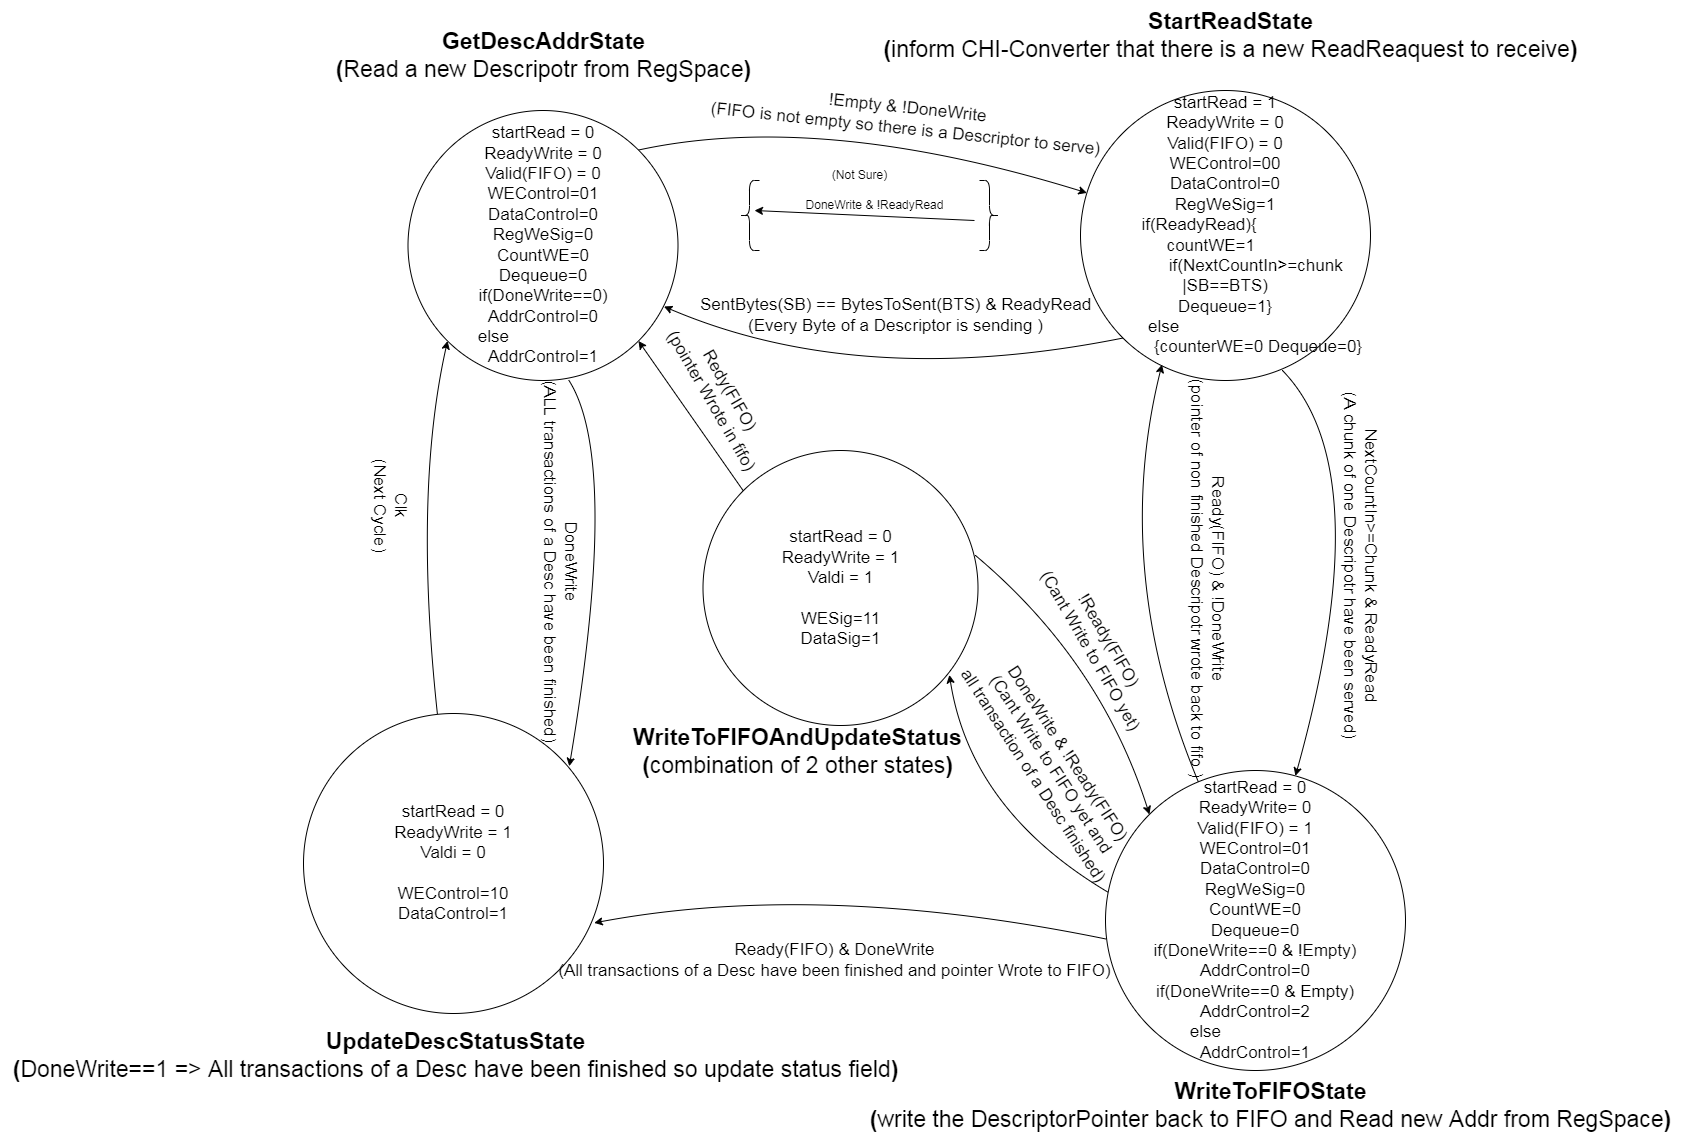 GetDescAddrState
(Read a new Descripotr from RegSpace)
StartReadState
(inform CHI-Converter that there is a new ReadReaquest to receive)
startRead = 0
ReadyWrite = 0
Valid(FIFO) = 0
WEControl=01
DataControl=0
RegWeSig=0
CountWE=0
Dequeue=0
if(DoneWrite==0)
AddrControl=0
else
AddrControl=1
!Empty & !DoneWrite
(FIFO is not empty so there is a Descriptor to serve)
(Not Sure)
DoneWrite & !ReadyRead
SentBytes(SB) == BytesToSent(BTS) & ReadyRead
(Every Byte of a Descriptor is sending )
startRead = 1
ReadyWrite = 0
Valid(FIFO) = 0
WEControl=00
DataControl=0
RegWeSig=1
if(ReadyRead){
countWE=1
if(NextCountIn>=chunk
|SB==BTS)
Dequeue=1}
else
{counterWE=0 Dequeue=0}
Redy(FIFO)
(pointer Wrote in fifo)
Clk
(Next Cycle)
DoneWrite
(ALL transactions of a Desc have been finished)
startRead = 0
ReadyWrite = 1
Valdi = 1
WESig=11
DataSig=1
WriteToFIFOAndUpdateStatus
(combination of 2 other states)
!Ready(FIFO)
(Cant Write to FIFO yet)
DoneWrite & !Ready(FIFO)
(Cant Write to FIFO yet and
all transaction of a Desc finished)
Ready(FIFO) & !DoneWrite
(pointer of non finished Descripotr wrote back to fifo )
NextCountIn>=Chunk & ReadyRead
(A chunk of one Descripotr have been served)
startRead = 0
ReadyWrite = 1
Valdi = 0
WEControl=10
DataControl=1
UpdateDescStatusState
(DoneWrite==1 => All transactions of a Desc have been finished so update status field)
Ready(FIFO) & DoneWrite
(All transactions of a Desc have been finished and pointer Wrote to FIFO)
startRead = 0
ReadyWrite= 0
Valid(FIFO) = 1
WEControl=01
DataControl=0
RegWeSig=0
CountWE=0
Dequeue=0
if(DoneWrite==0 & !Empty)
AddrControl=0
if(DoneWrite==0 & Empty)
AddrControl=2
else
AddrControl=1
WriteToFIFOState
(write the DescriptorPointer back to FIFO and Read new Addr from RegSpace)